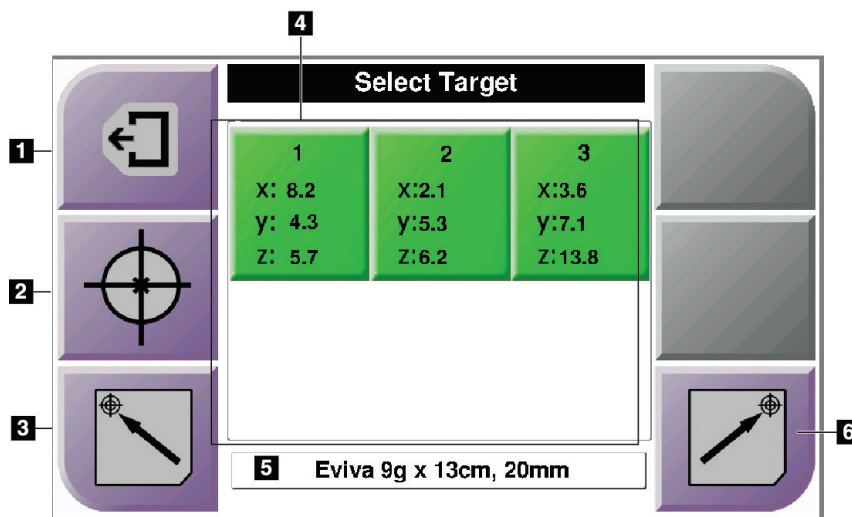 4
Select Target
1
2
3
1 2 3
x: 8.2 x:2.1 x:3.6
y: 4.3 y:5.3 y:7.1
z: 5.7 z:6.2 z:13.8
5 Eviva 9g x 13cm, 20mm
6